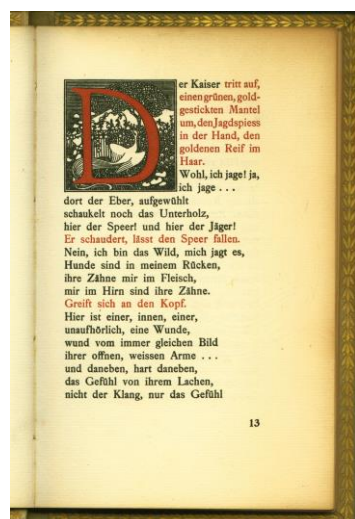 Der Kaiser tritt auf,
einen grünen, gold-
gestickten Mantel
um, den Jagdspiess
in der Hand, den
goldenen Reif im
Haar.
Wohl, ich jage! ja,
ich jage . . .
dort der Eber, aufgewühlt
schaukelt noch das Unterholz,
hier der Speer! und hier der Jäger!
Er schaudert, lässt den Speer fallen.
Nein, ich bin das Wild, mich jagt es,
Hunde sind in meinem Rücken,
ihre Zähne mir im Fleisch,
mir im Hirn sind ihre Zähne.
Greift sich an den Kopf.
Hier ist einer, innen, einer,
unaufhörlich, eine Wunde,
wund vom immer gleichen Bild
ihrer offnen, weissen Arme . . .
und daneben, hart daneben,
das Gefühl von ihrem Lachen,
nicht der Klang, nur das Gefühl
13